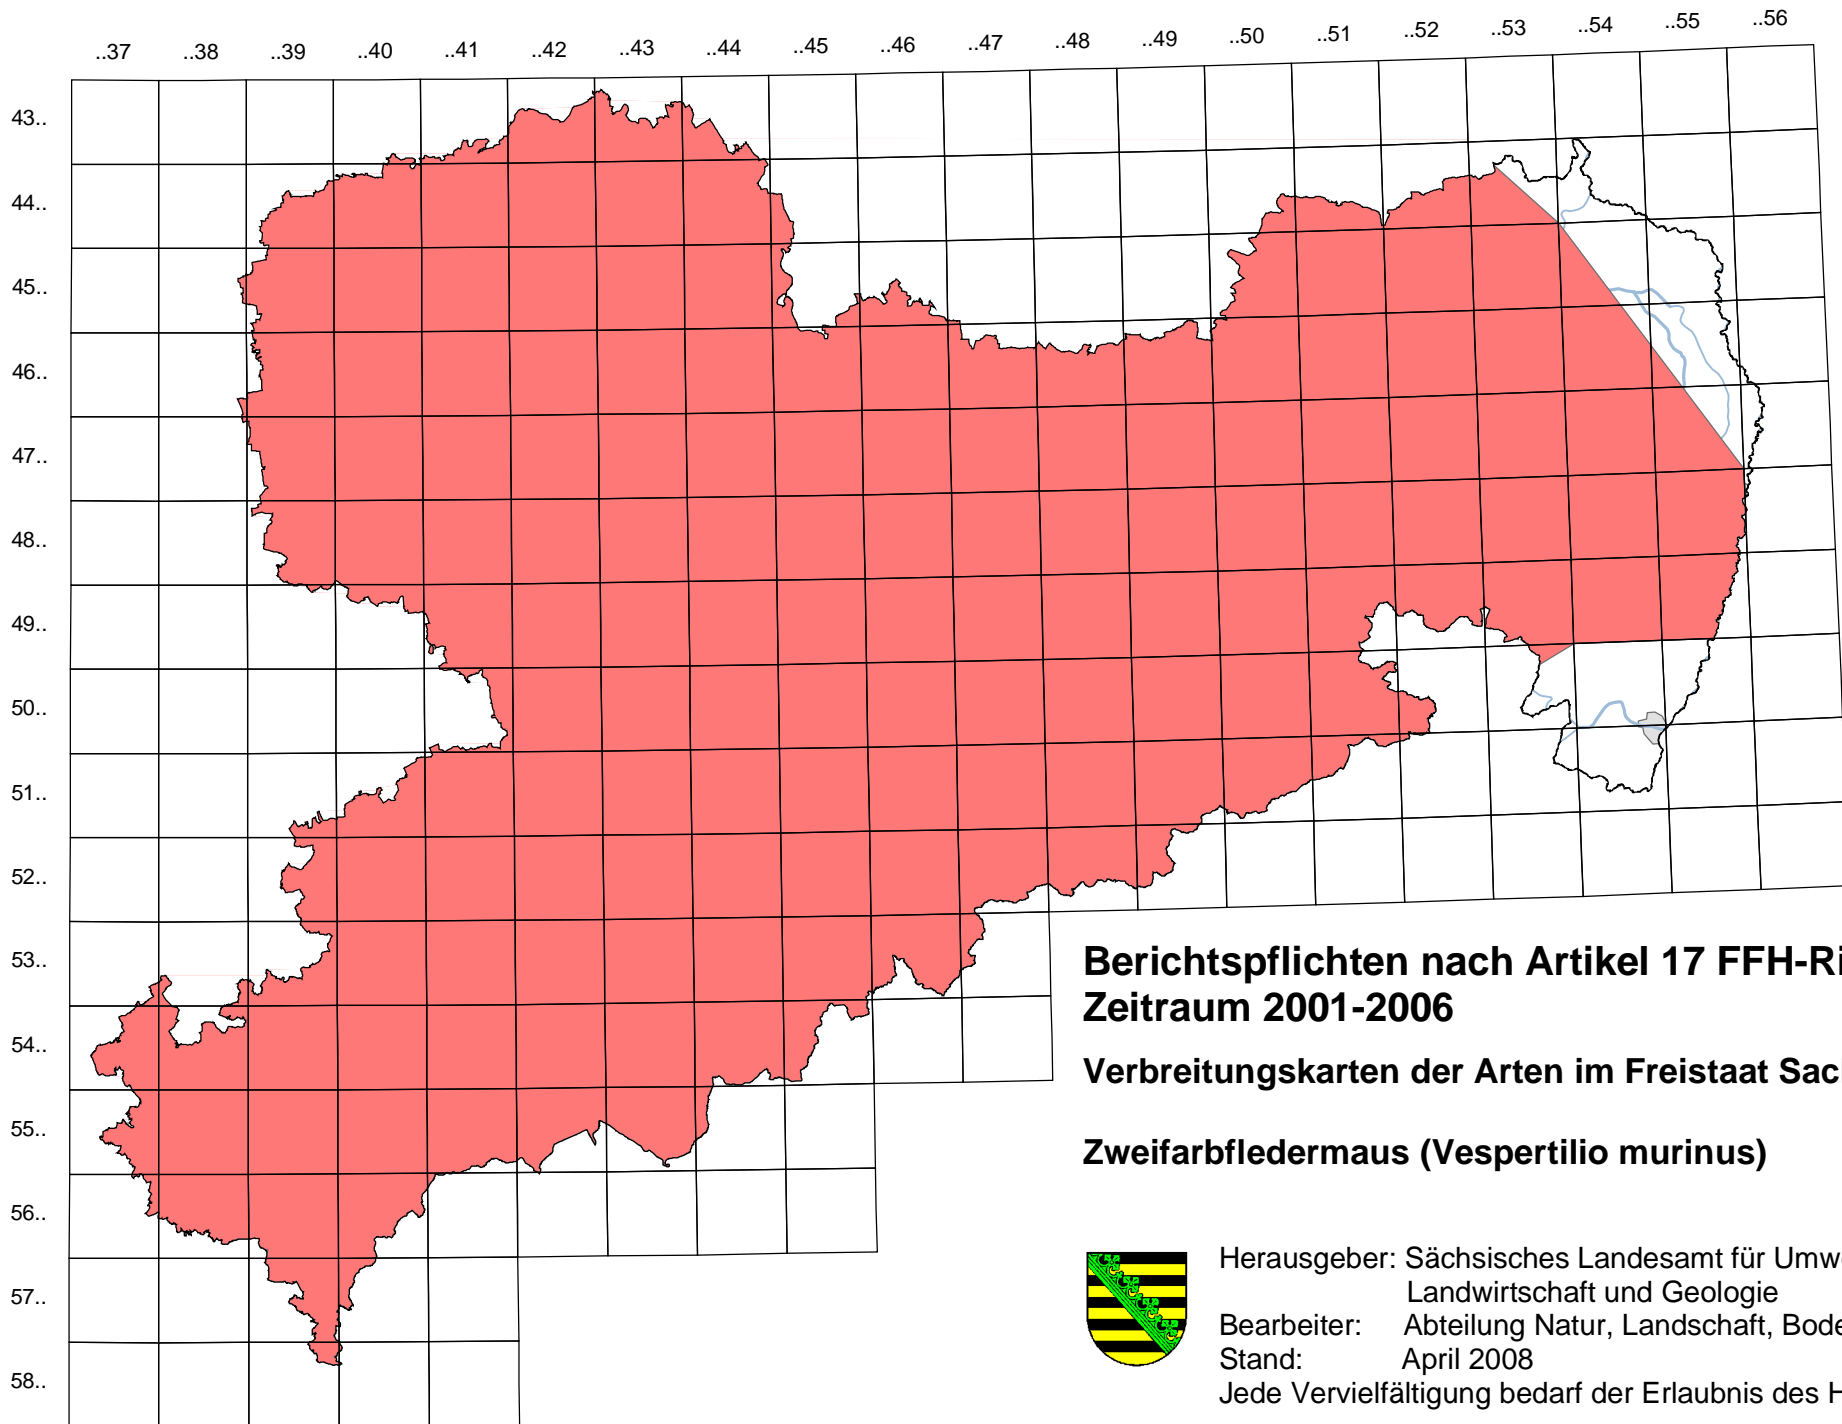 ..37 ..38 ..39 ..40 ..41 ..42 ..43 ..44 ..45 ..46 ..47 ..48 ..49 ..50 ..51 ..52 ..53 ..54 ..55 ..56
43..
44..
45..
46..
47..
48..
49..
50..
51..
52..
53..
54..
55..
56..
57..
58..
Berichtspflichten nach Artikel 17 FFH-Ri
Zeitraum 2001-2006
Verbreitungskarten der Arten im Freistaat Sac
Zweifarbfledermaus (Vespertilio murinus)
Herausgeber: Sächsisches Landesamt für Umwe
Landwirtschaft und Geologie
Bearbeiter: Abteilung Natur, Landschaft, Bode
Stand: April 2008
Jede Vervielfältigung bedarf der Erlaubnis des H